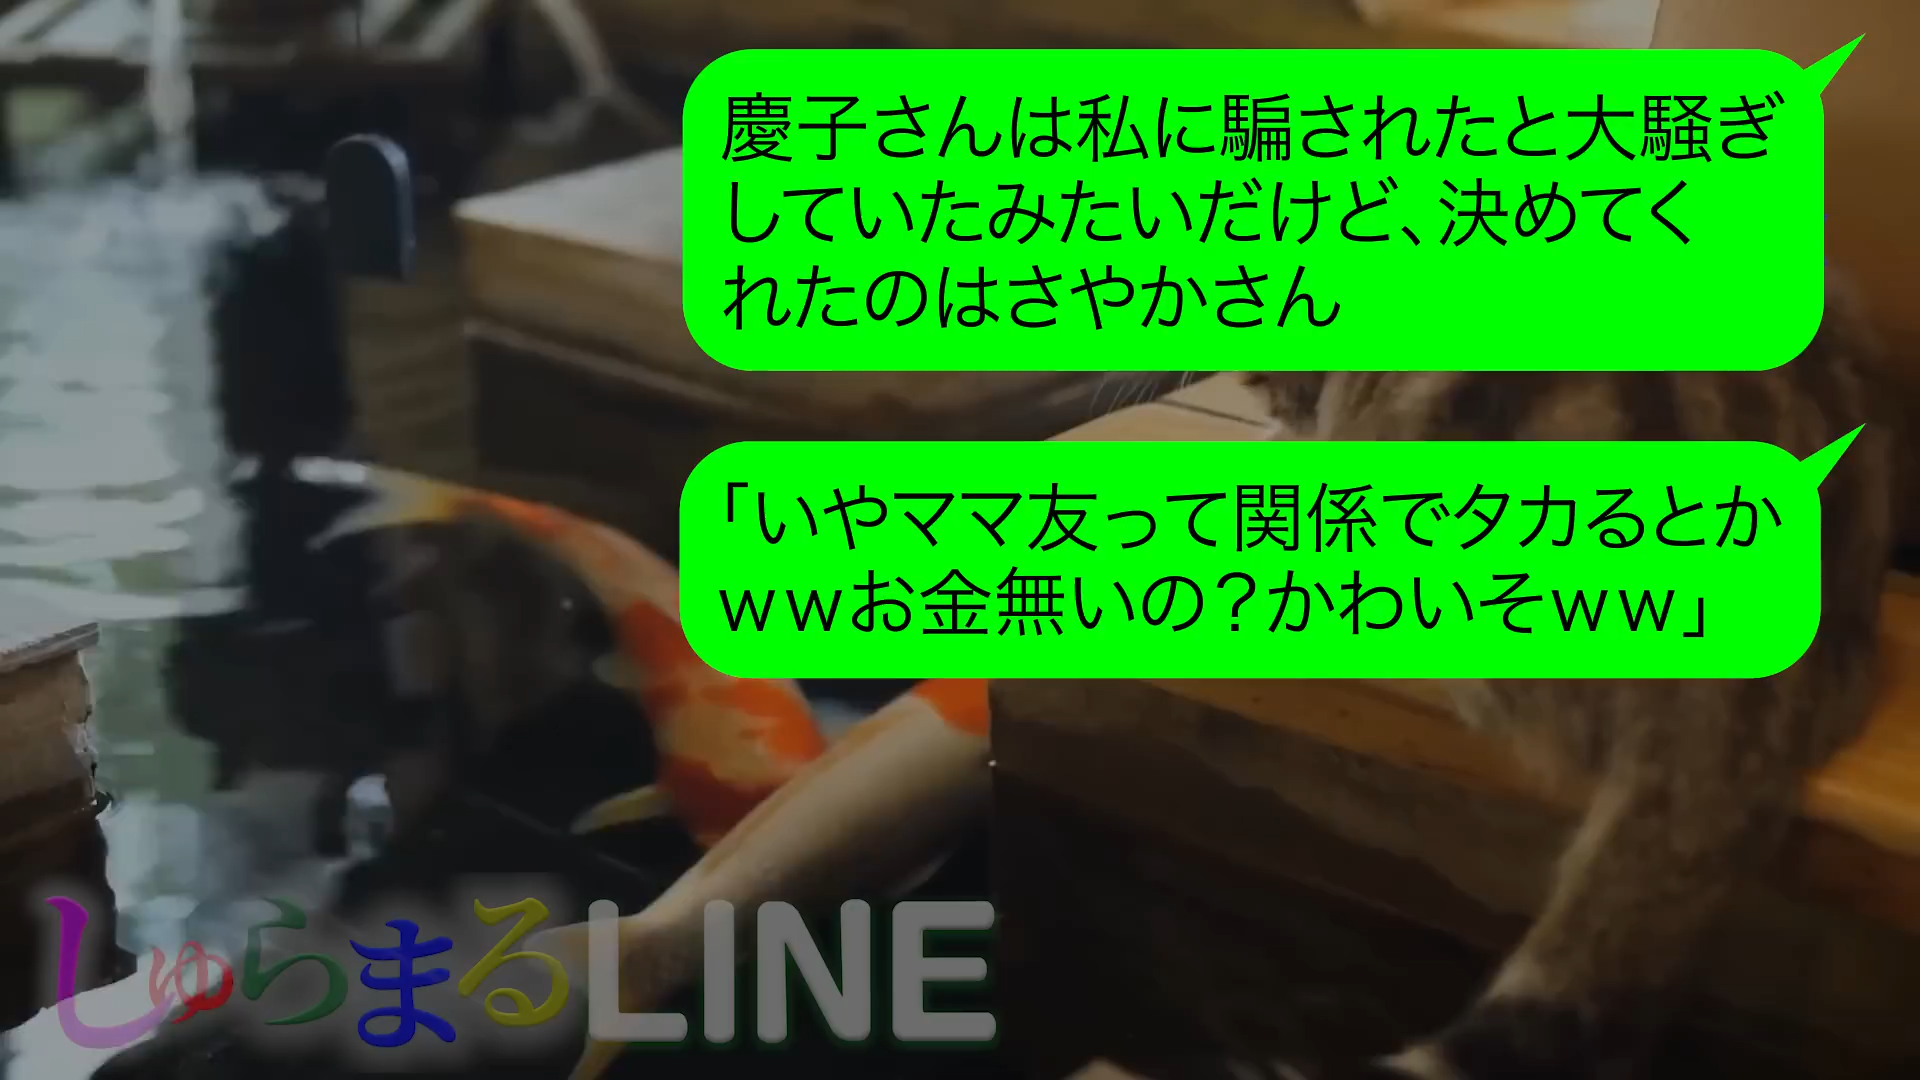 慶子さんは私に騙されたと大騒ぎ
していたみたいだけど、決めてく
れたのはさやかさん
「いやママ友って関係でタカるとか
ｗｗお金無いの？かわいそｗｗ」
しゅらまるLINE